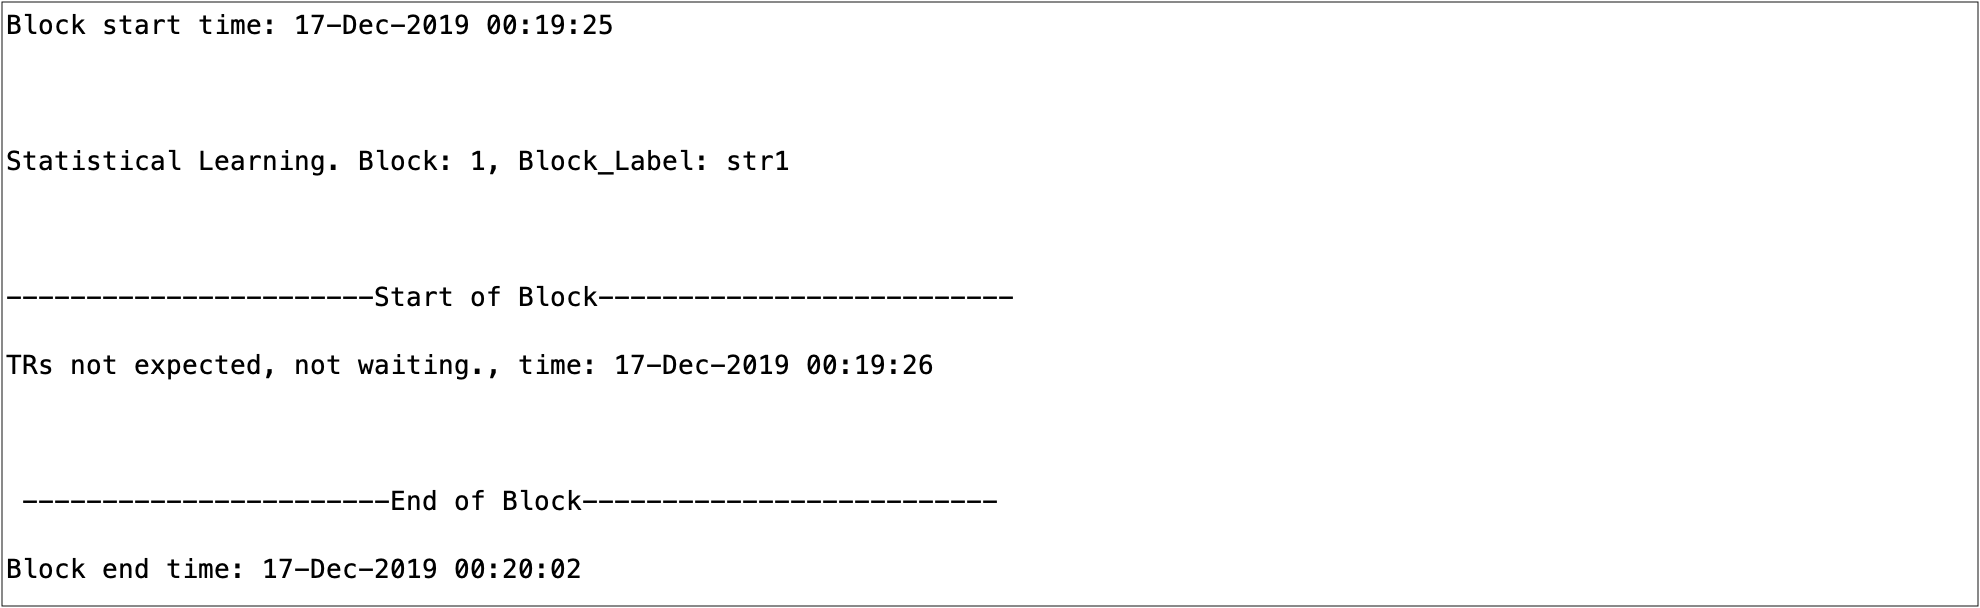 Block start time: 17-Dec-2019 00:19:25
Statistical Learning. Block: 1, Block_Label: str1
-----------------------Start of Block--------------------------
TRs not expected, not waiting., time: 17-Dec-2019 00:19:26
-----------------------End of Block--------------------------
Block end time: 17-Dec-2019 00:20:02